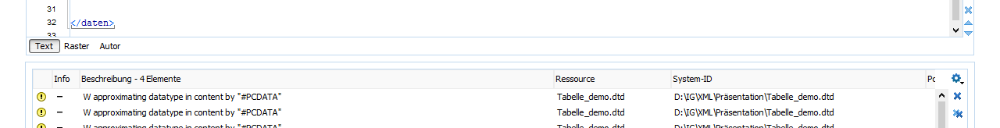 31
32 </daten>
33
Text Raster Autor
Info Beschreibung - 4 Elemente Ressource System-ID Po
W approximating datatype in content by "#PCDATA" Tabelle_demo.dtd D:\IG\XML\Präsentation\Tabelle_demo.dtd
W approximating datatype in content by "#PCDATA" Tabelle_demo.dtd D:\IG\XML\Präsentation\Tabelle_demo.dtd
W approximating datatype in content by "#PCDATA" Tabelle_demo.dtd D:\IG\XML\Präsentation\Tabelle_demo.dtd